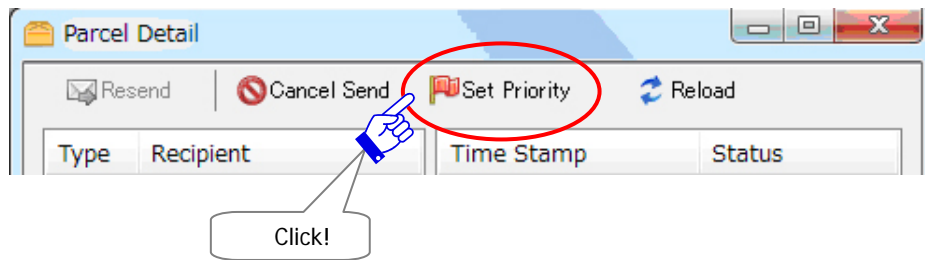 Parcel Detail
Resend Cancel Send Set Priority Reload
Type Recipient Time Stamp Status
Click!